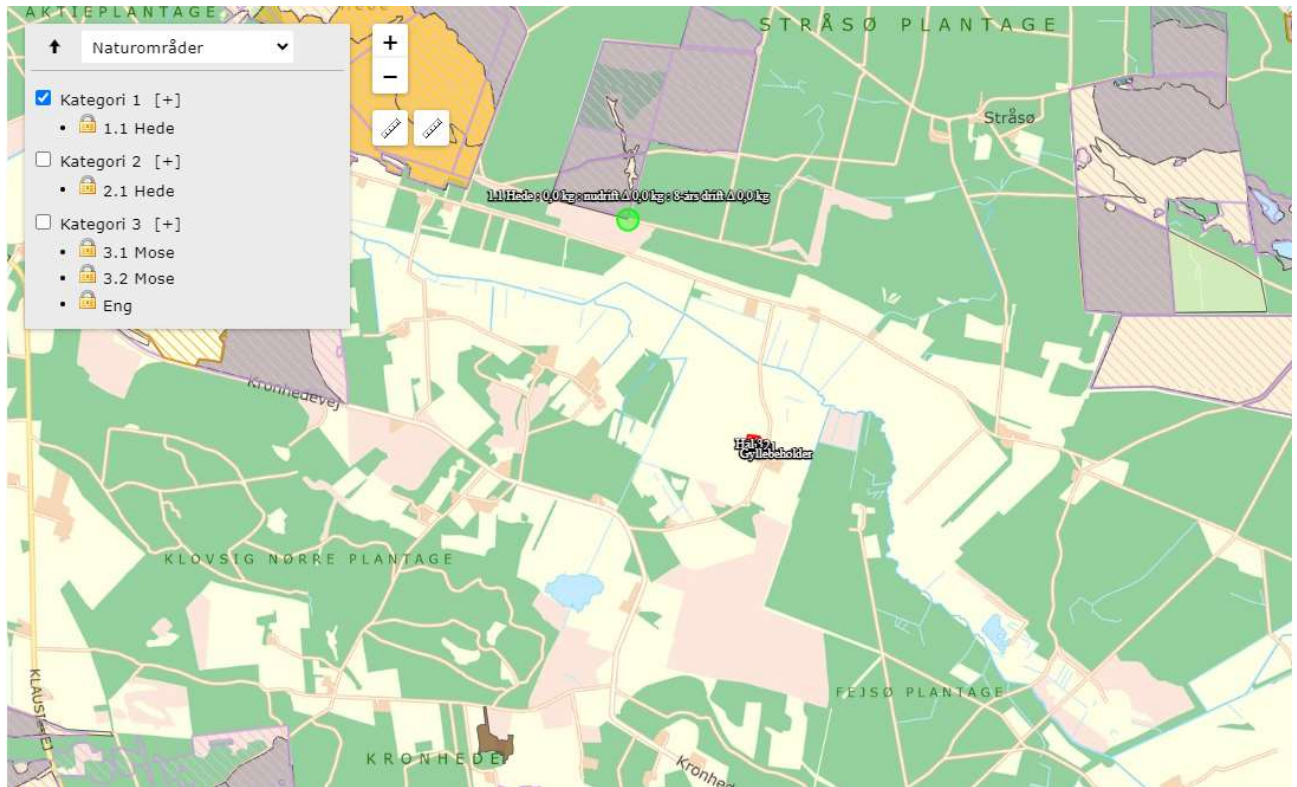 AKTIEPLANTAGE
HEDE
STRÅSØ PLANTAGE
Naturområder
+
−
Kategori 1 [+]
1.1 Hede
Kategori 2 [+]
2.1 Hede
Kategori 3 [+]
3.1 Mose
3.2 Mose
Eng
Stråsø
1.1 Hede : 0,0 kg : nudrift Δ 0,0 kg : 8-års drift Δ 0,0 kg
Kronhedevej
Gyllebeholder
KLOVSIG NØRRE PLANTAGE
FEJSØ PLANTAGE
KRONHEDE